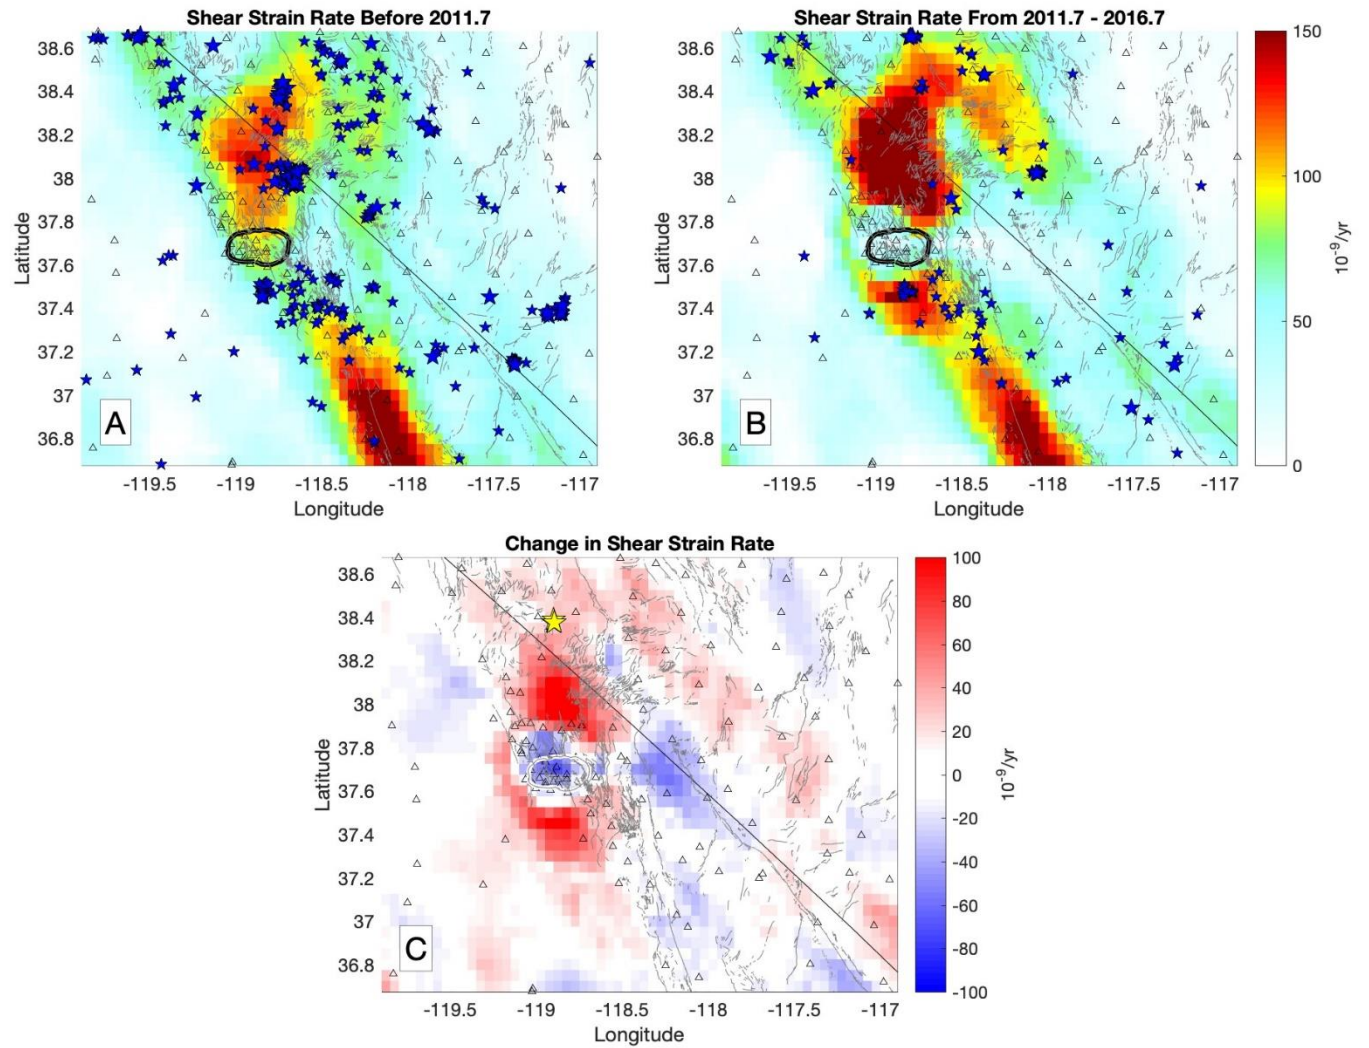 Shear Strain Rate Before 2011.7
38.6
38.4
38.2
38
37.8
37.6
37.4
37.2
37
36.8
Latitude
A
-119.5 -119 -118.5 -118 -117.5 -117
Longitude
Shear Strain Rate From 2011.7 - 2016.7
38.6
38.4
38.2
38
37.8
37.6
37.4
37.2
37
36.8
Latitude
B
-119.5 -119 -118.5 -118 -117.5 -117
Longitude
150
100
50
0
10-9/yr
Change in Shear Strain Rate
38.6
38.4
38.2
38
37.8
37.6
37.4
37.2
37
36.8
Latitude
C
-119.5 -119 -118.5 -118 -117.5 -117
Longitude
100
80
60
40
20
0
-20
-40
-60
-80
-100
10-9/yr